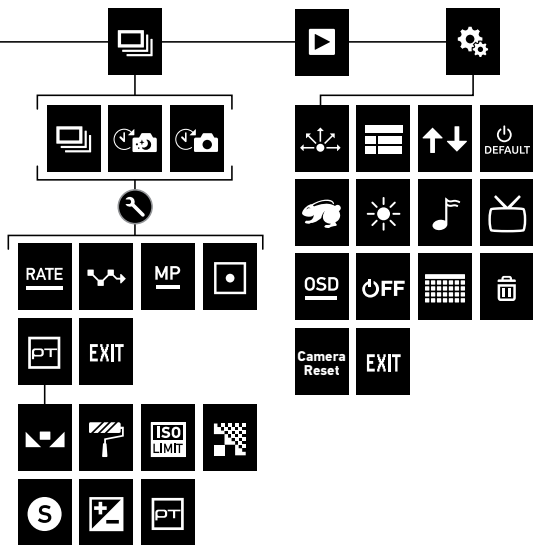 DEFAULT
RATE
MP
OSD
OFF
PT
EXIT
Camera
Reset
EXIT
ISO
LIMIT
S
PT